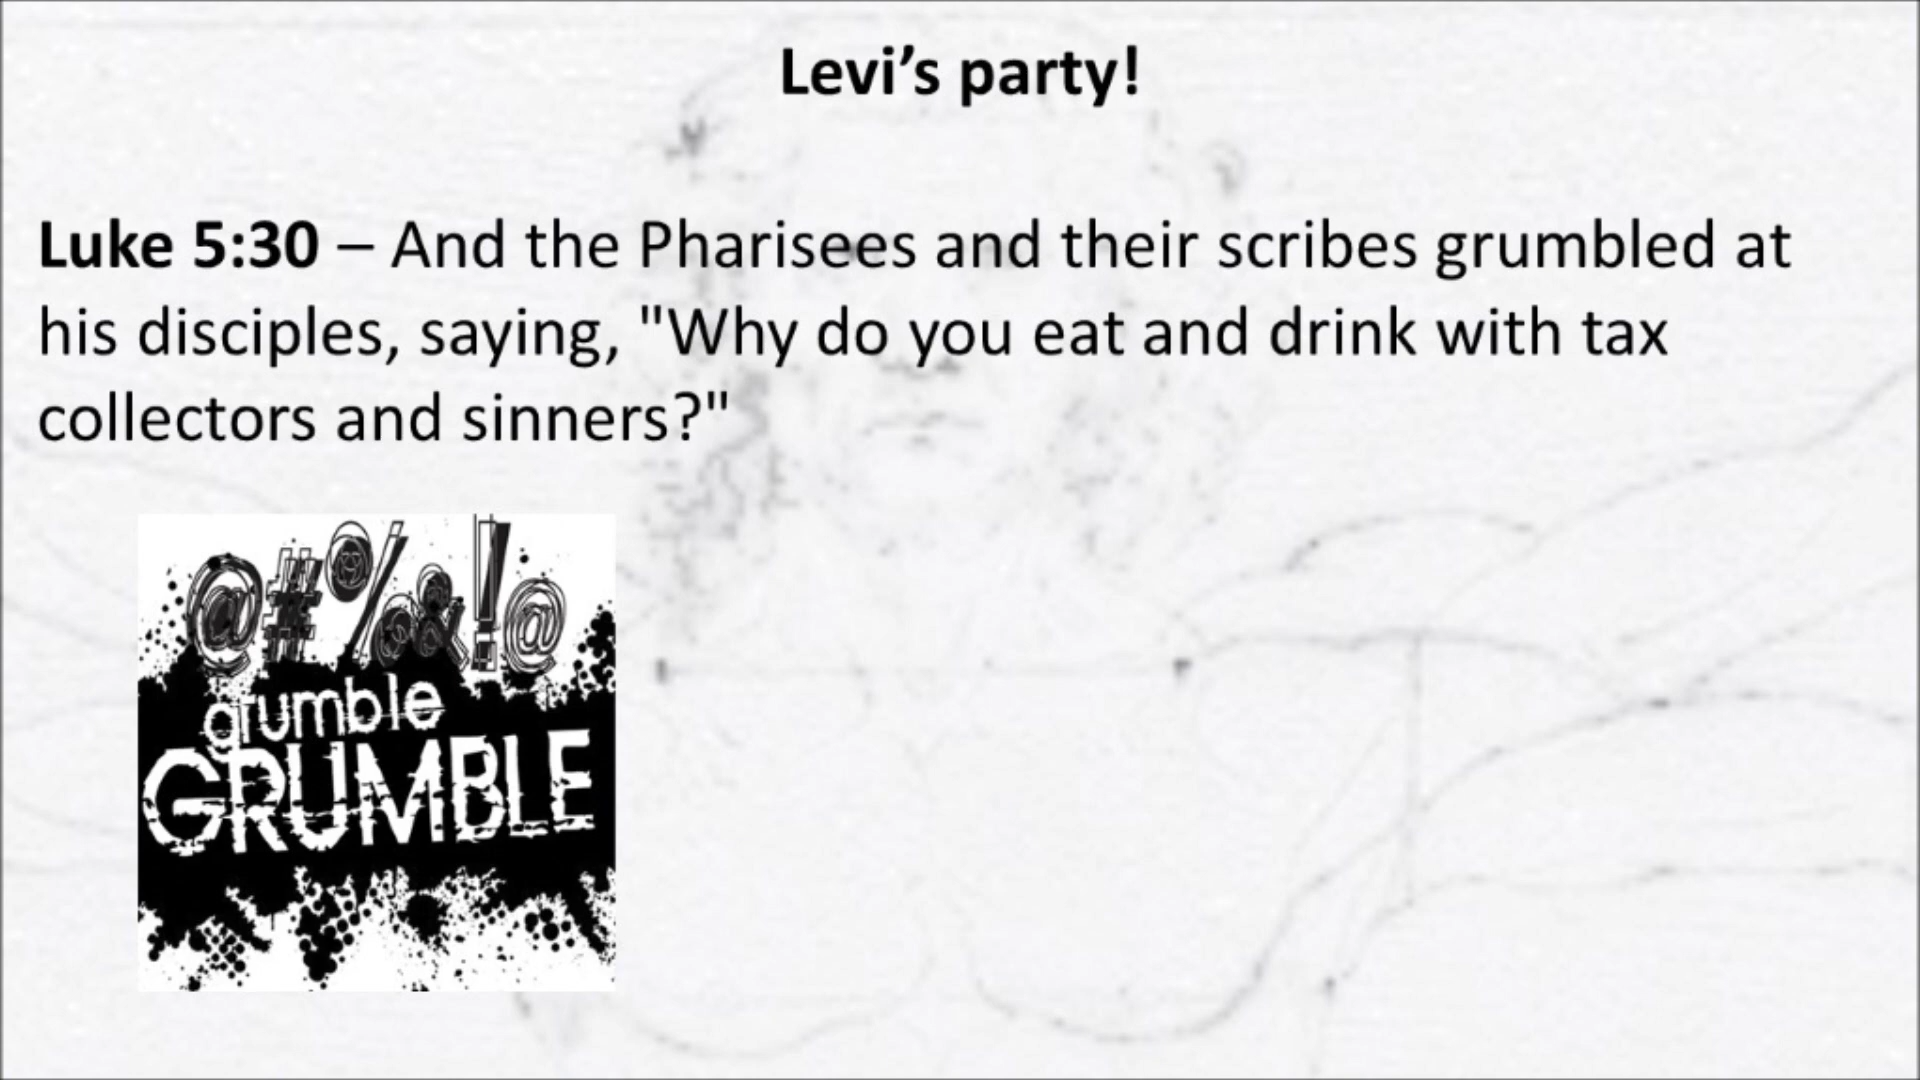 Levi’s party!
Luke 5:30 – And the Pharisees and their scribes grumbled at
his disciples, saying, "Why do you eat and drink with tax
collectors and sinners?"
@#%&!@
grumble
GRUMBLE